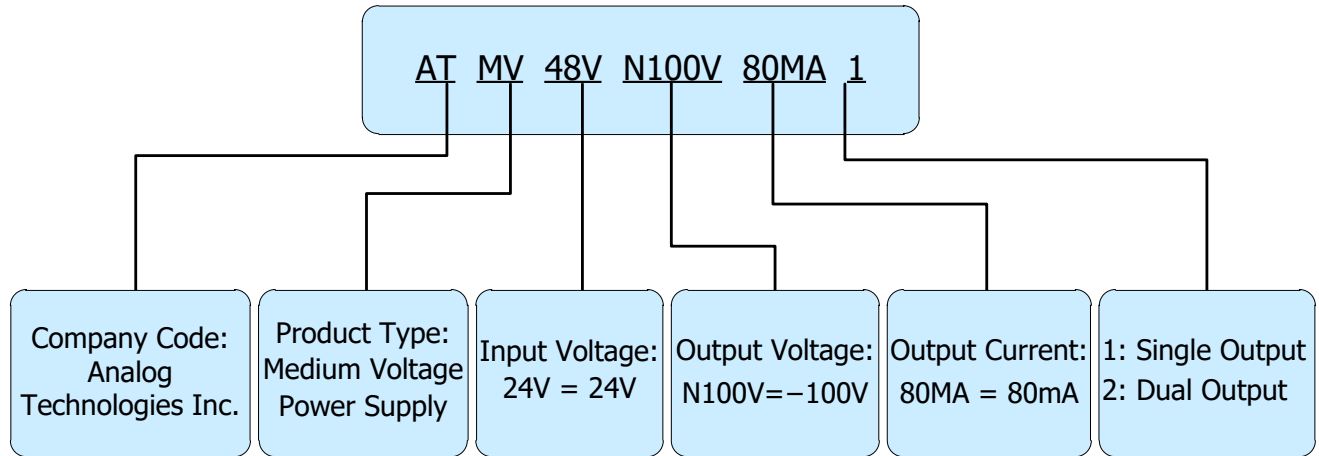 AT MV 48V N100V 80MA 1
Company Code:
Analog
Technologies Inc.
Product Type:
Medium Voltage
Power Supply
Input Voltage:
24V = 24V
Output Voltage:
N100V=−100V
Output Current:
80MA = 80mA
1: Single Output
2: Dual Output